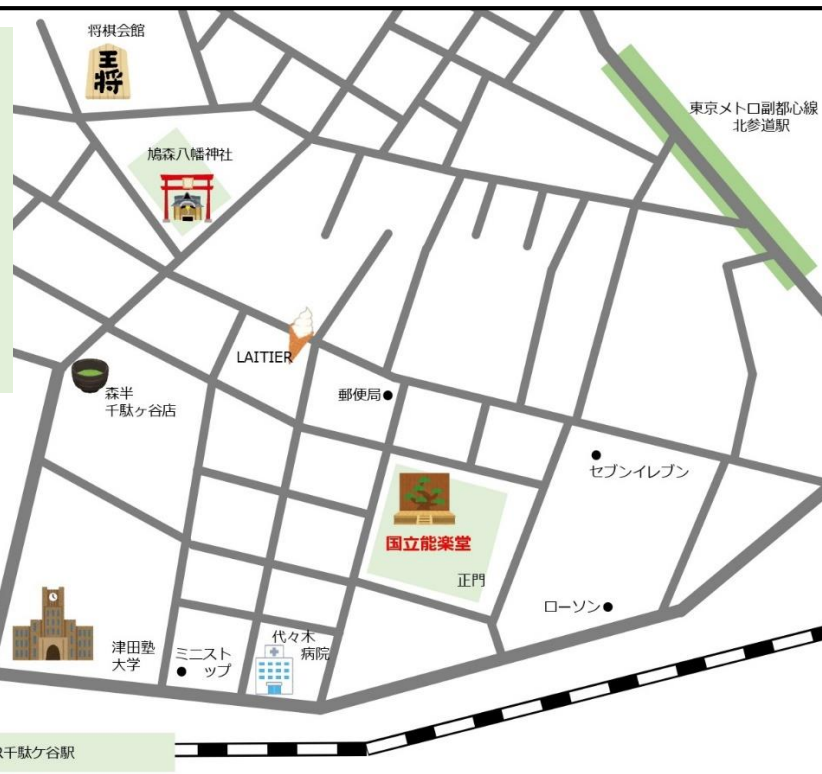 将棋会館
王将
東京メトロ副都心線
北参道駅
鳩森八幡神社
LAITIER
郵便局
森半
千駄ヶ谷店
セブンイレブン
国立能楽堂
正門
ローソン
代々木
病院
津田塾
大学
ミニスト
ップ
千駄ケ谷駅